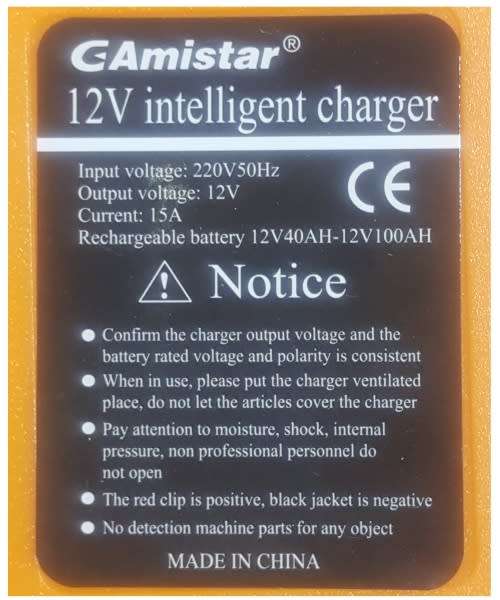 GAmistar®
12V intelligent charger
Input voltage: 220V50Hz
Output voltage: 12V
Current: 15A
Rechargeable battery 12V40AH-12V100AH
CE
Notice
● Confirm the charger output voltage and the
battery rated voltage and polarity is consistent
● When in use, please put the charger ventilated
place, do not let the articles cover the charger
● Pay attention to moisture, shock, internal
pressure, non professional personnel do
not open
● The red clip is positive, black jacket is negative
● No detection machine parts for any object
MADE IN CHINA